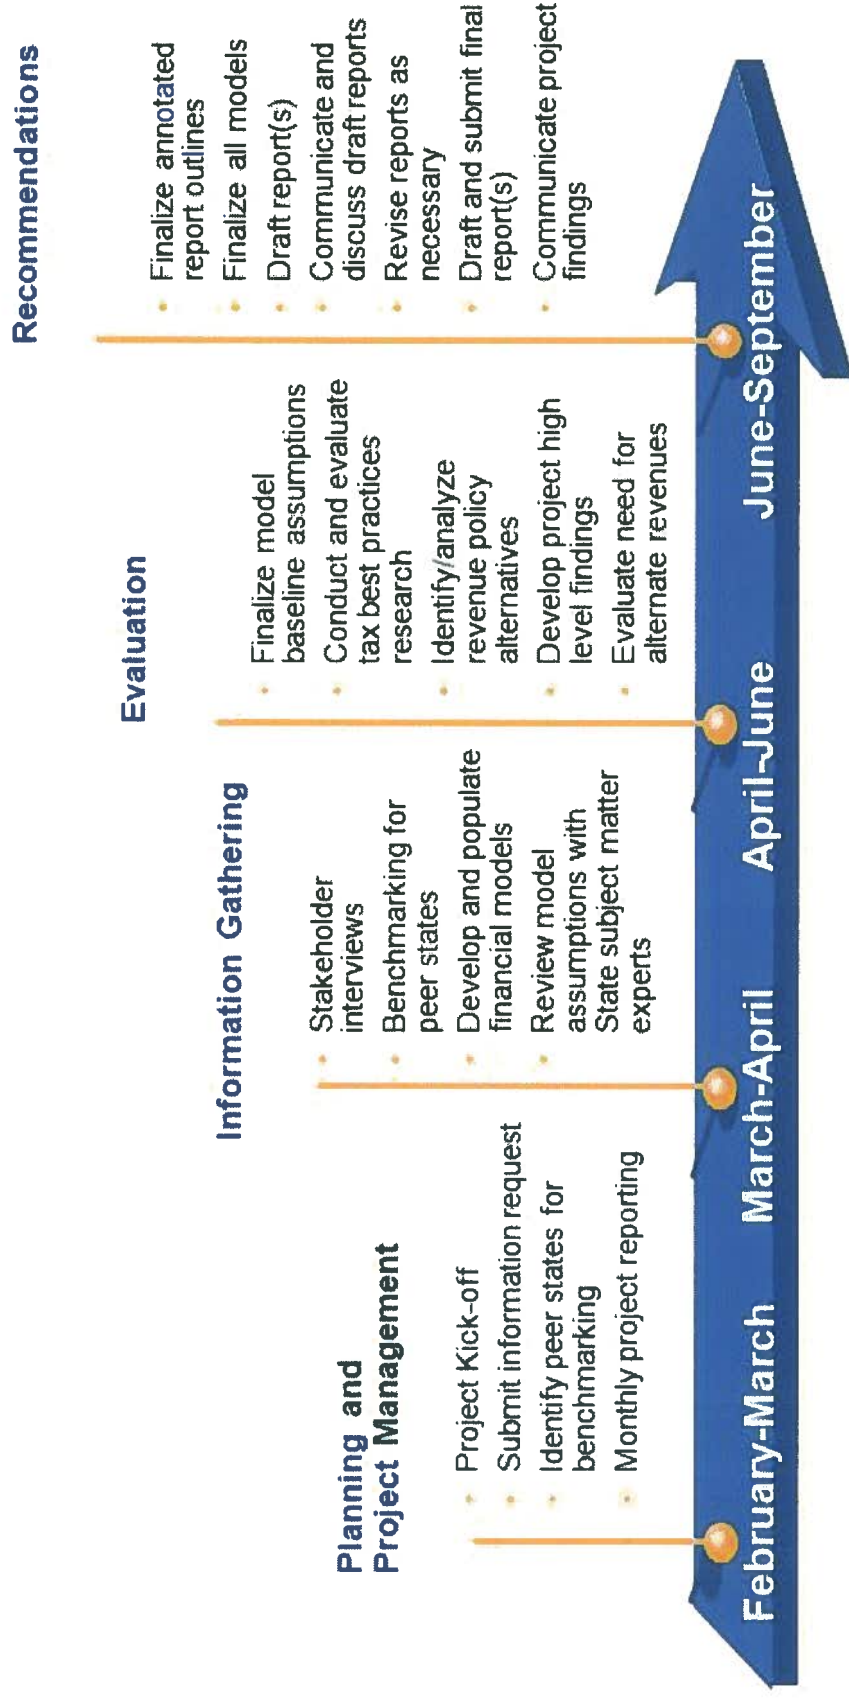 Planning and
Project Management
• Project Kick-off
• Submit information request
• Identify peer states for
benchmarking
• Monthly project reporting
February-March
Information Gathering
• Stakeholder
interviews
• Benchmarking for
peer states
• Develop and populate
financial models
• Review model
assumptions with
State subject matter
experts
March-April
Evaluation
• Finalize model
baseline assumptions
• Conduct and evaluate
tax best practices
research
• Identify/analyze
revenue policy
alternatives
• Develop project high
level findings
• Evaluate need for
alternate revenues
April-June
Recommendations
• Finalize annotated
report outlines
• Finalize all models
• Draft report(s)
• Communicate and
discuss draft reports
• Revise reports as
necessary
• Draft and submit final
report(s)
• Communicate project
findings
June-September